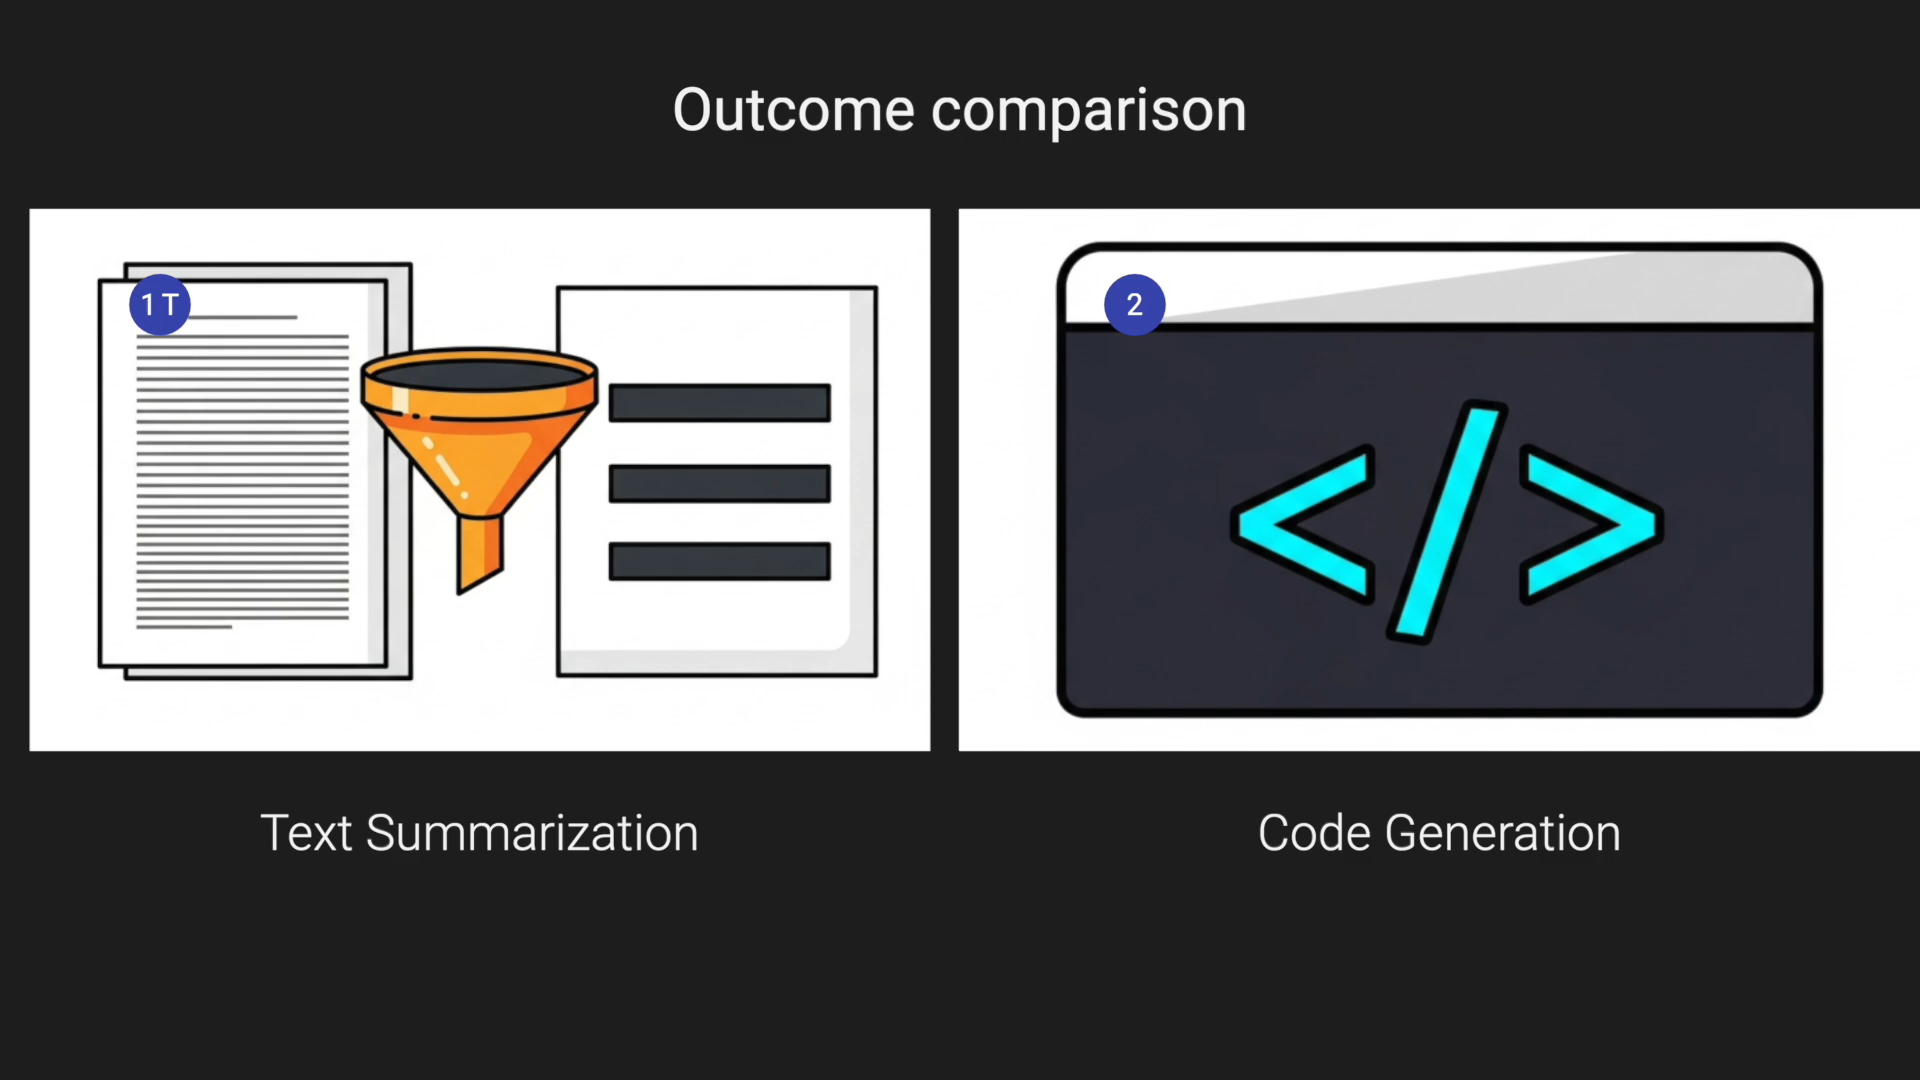 Outcome comparison
1 T
2
</>
Text Summarization
Code Generation